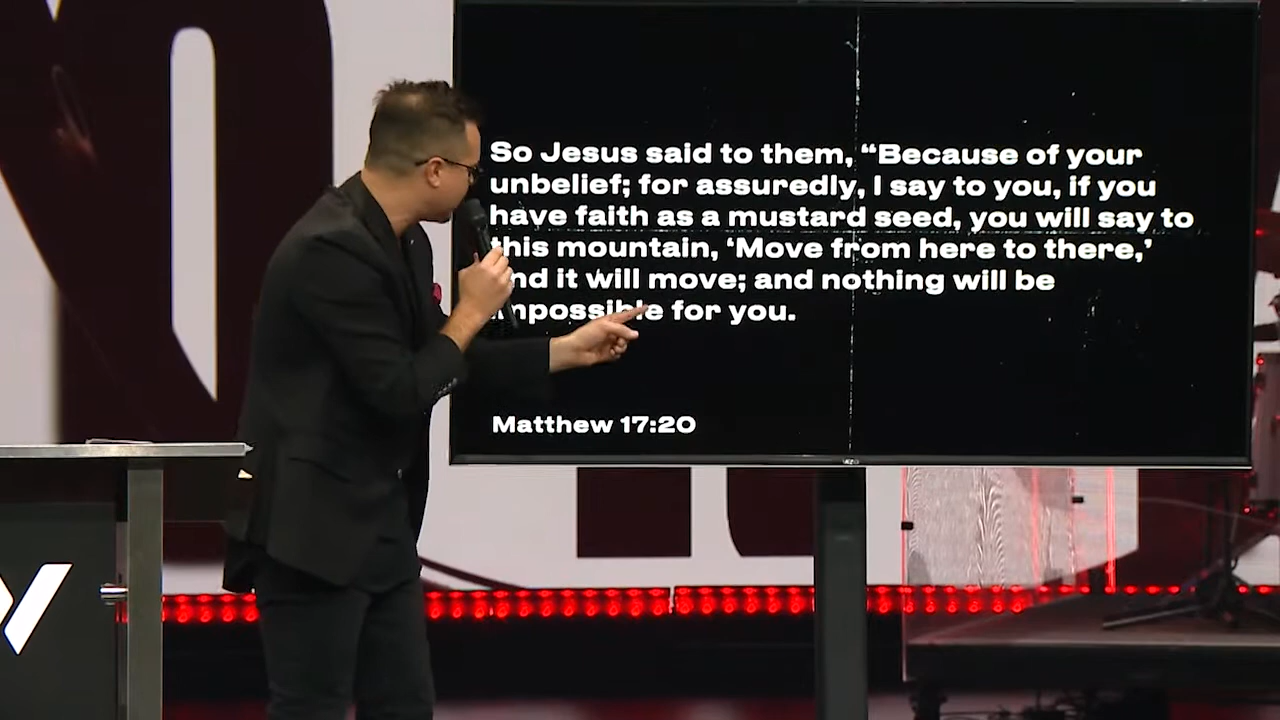 So Jesus said to them, “Because of your
unbelief; for assuredly, I say to you, if you
have faith as a mustard seed, you will say to
this mountain, ‘Move from here to there,’
and it will move; and nothing will be
impossible for you.
Matthew 17:20